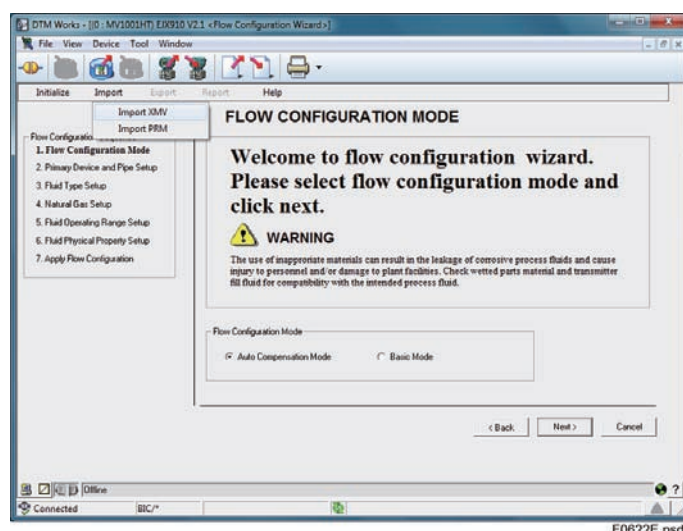 DTM Works - [(0 : MV1001HT) EJX910 V2.1 <Flow Configuration Wizard>]
File View Device Tool Window
Initialize Import Export Report Help
Import XMV
Import PRM
FLOW CONFIGURATION MODE
1. Flow Configuration Mode
2. Primary Device and Pipe Setup
3. Fluid Type Setup
4. Natural Gas Setup
5. Fluid Operating Range Setup
6. Fluid Physical Property Setup
7. Apply Flow Configuration
Welcome to flow configuration wizard.
Please select flow configuration mode and
click next.
WARNING
The use of inapproriate materials can result in the leakage of corrosive process fluids and cause
injury to personnel and/or damage to plant facilities. Check wetted parts material and transmitter
fill fluid for compatibility with the intended process fluid.
Flow Configuration Mode
Auto Compensation Mode Basic Mode
< Back Next > Cancel
Offline
?
Connected BIC/*
F0622E.psd